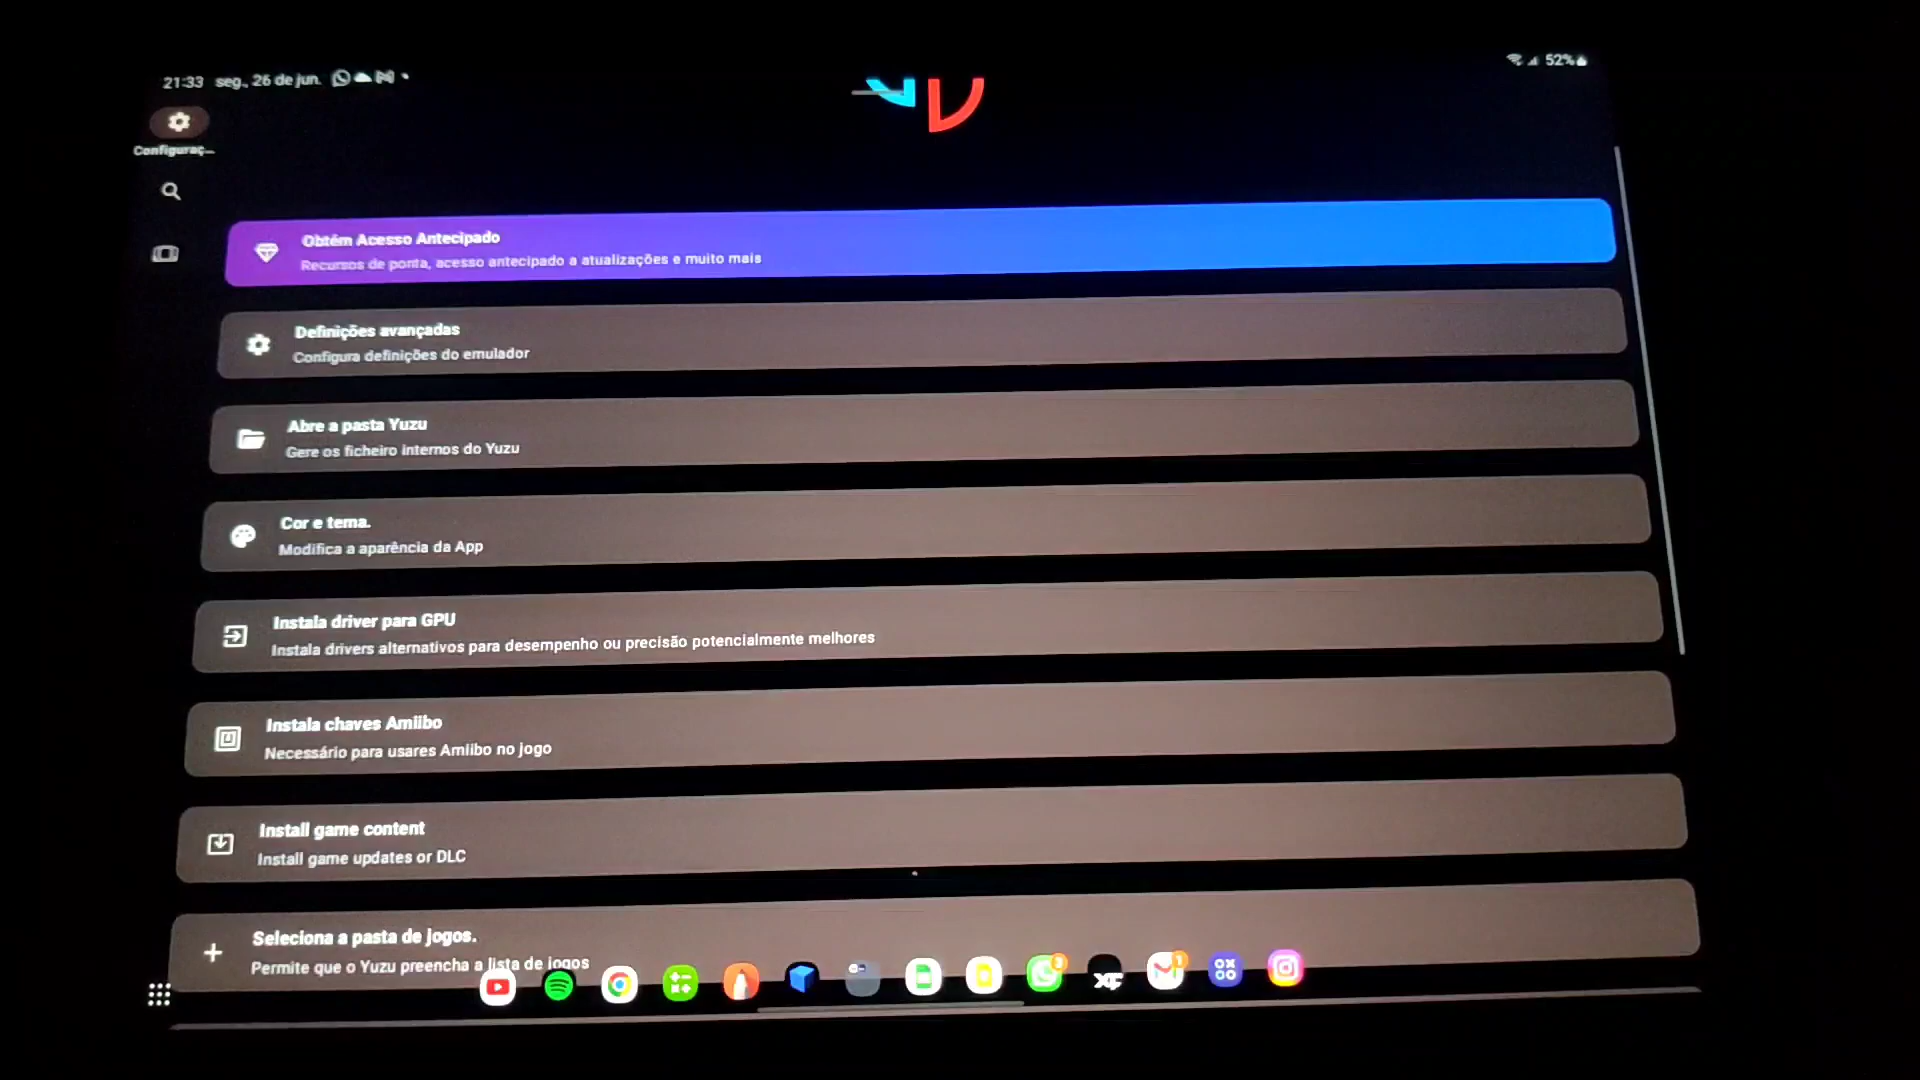 21:33 seg., 26 de jun.
52%
Configuraç...
Obtém Acesso Antecipado
Recursos de ponta, acesso antecipado a atualizações e muito mais
Definições avançadas
Configura definições do emulador
Abre a pasta Yuzu
Gere os ficheiro internos do Yuzu
Cor e tema.
Modifica a aparência da App
Instala driver para GPU
Instala drivers alternativos para desempenho ou precisão potencialmente melhores
Instala chaves Amiibo
Necessário para usares Amiibo no jogo
Install game content
Install game updates or DLC
Seleciona a pasta de jogos.
Permite que o Yuzu preencha a lista de jogos